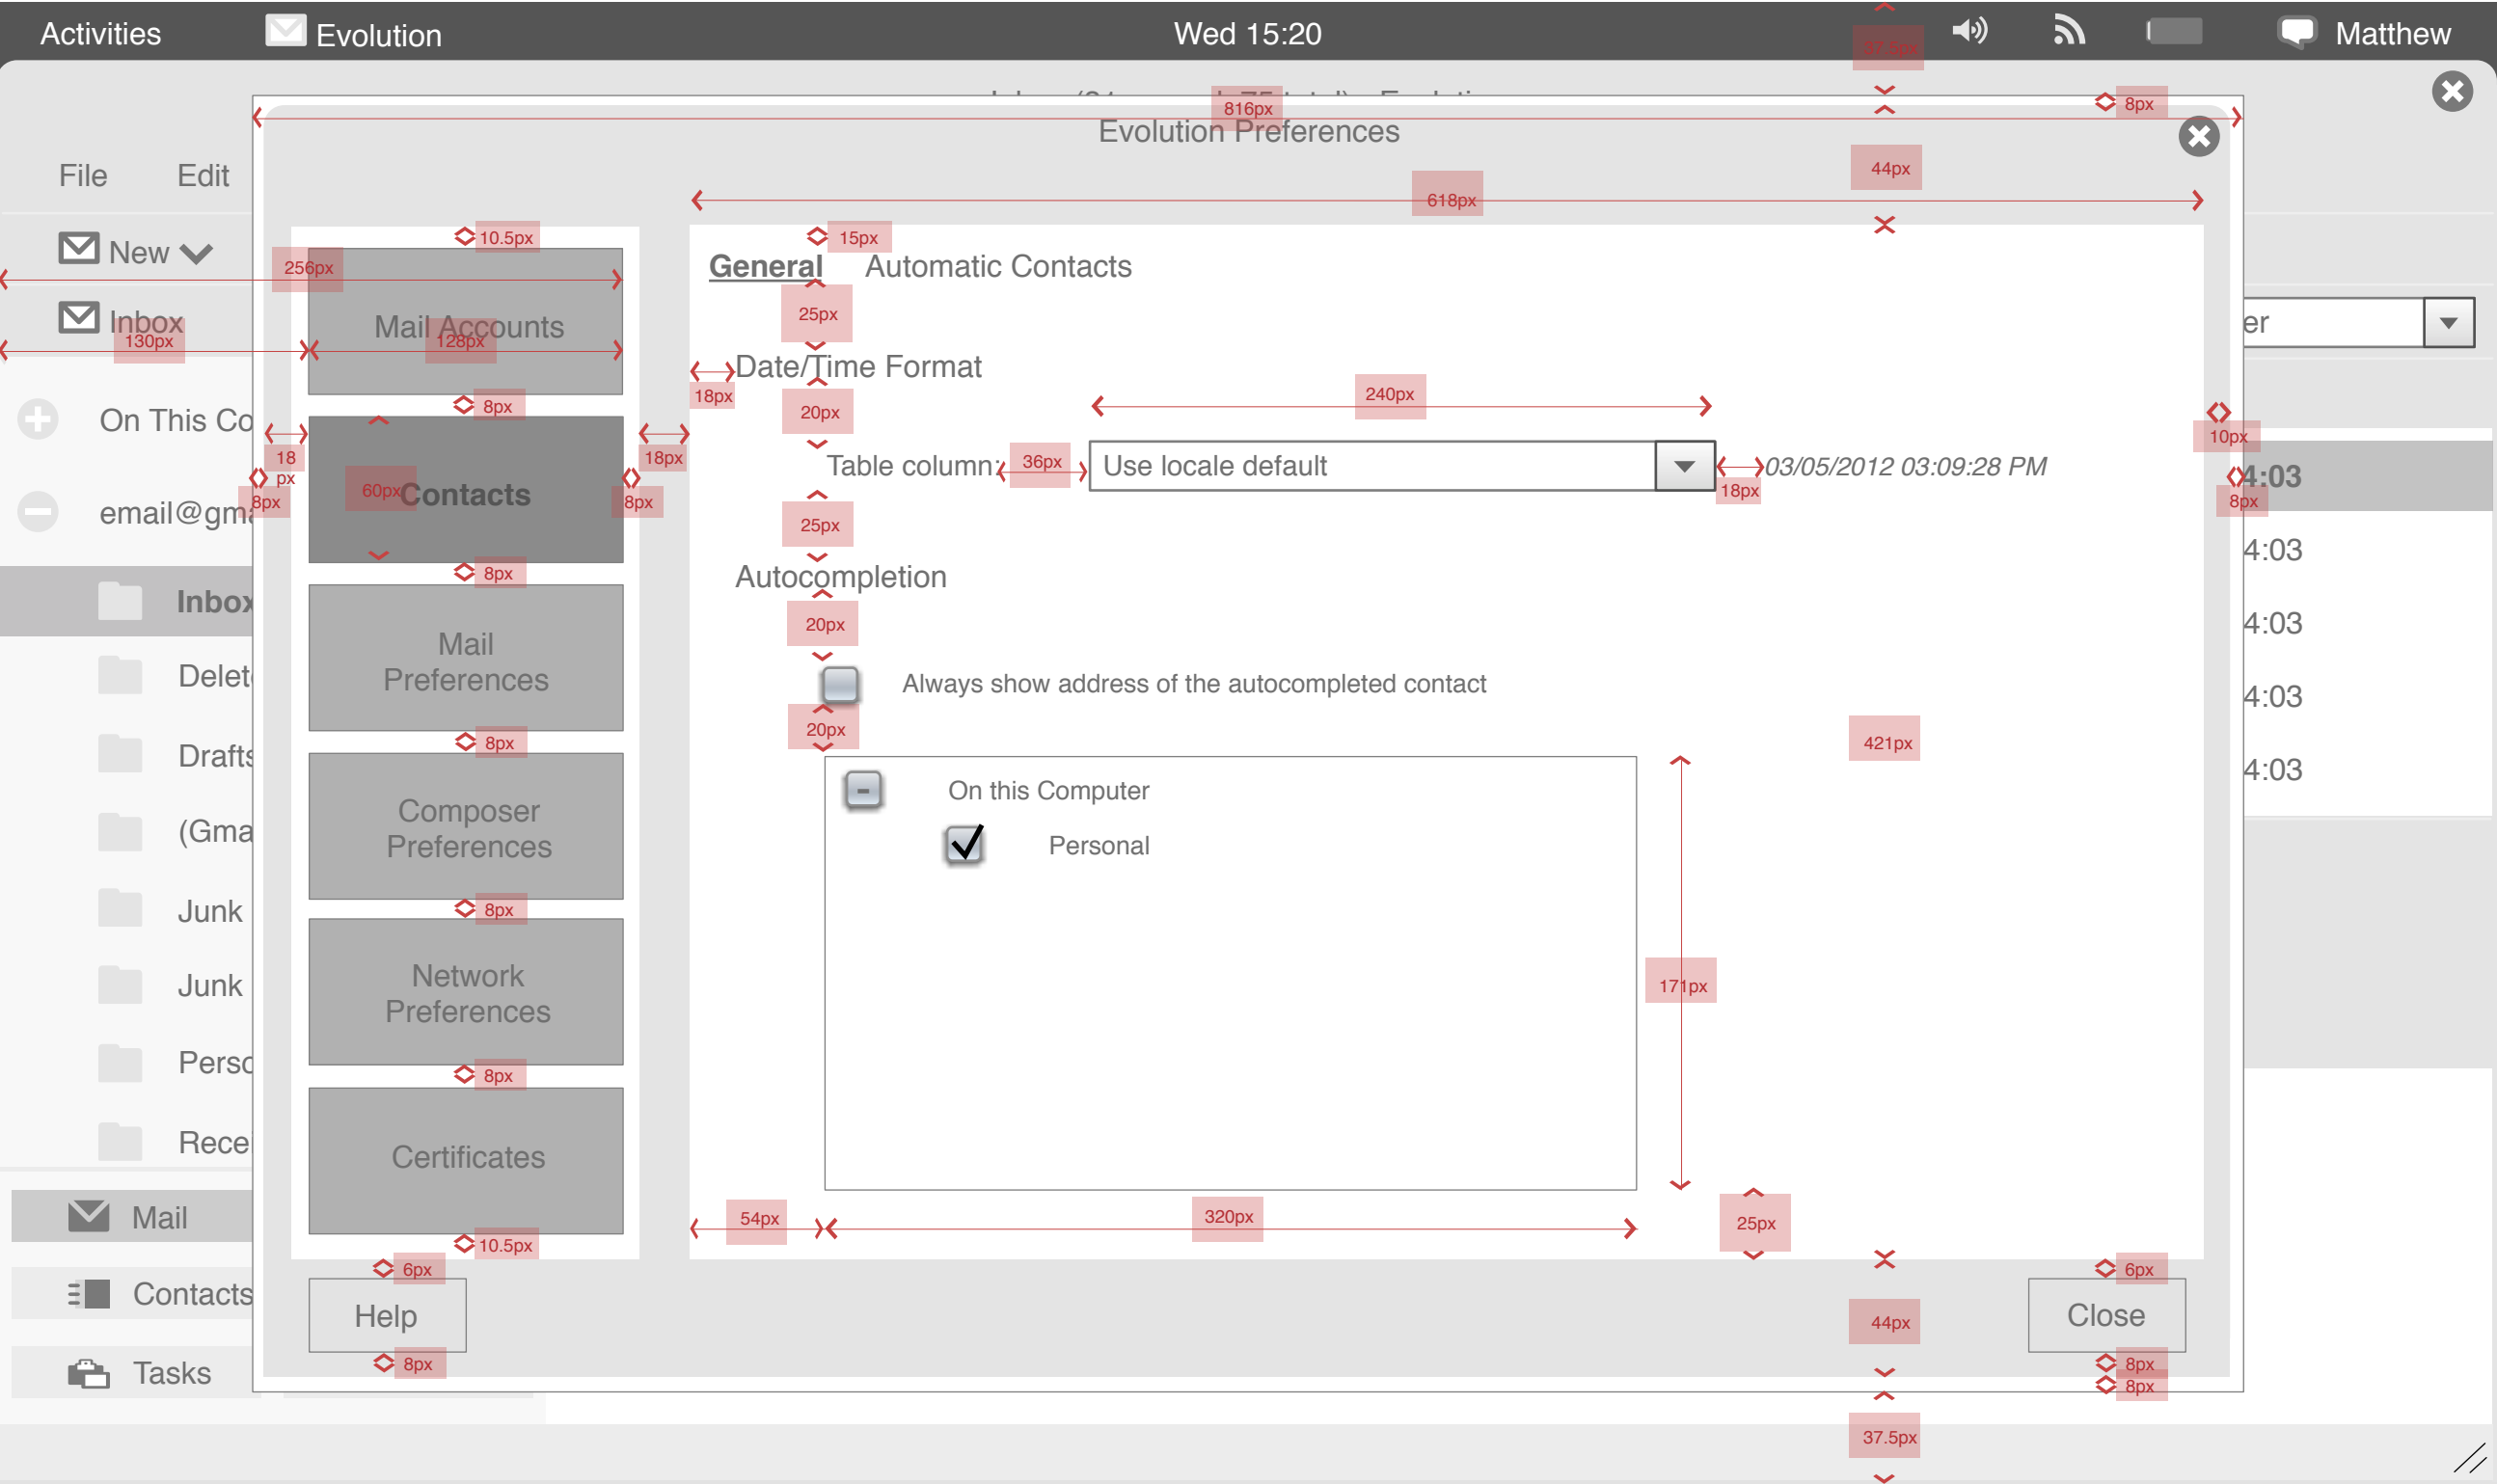 Activities
Evolution
Wed 15:20
37.5px
Matthew
816px
8px
Evolution Preferences
File
Edit
44px
618px
New
10.5px
15px
256px
General
Automatic Contacts
Inbox
130px
Mail Accounts
128px
25px
Date/Time Format
18px
8px
20px
240px
er
On This Co
18
px
18px
8px
60px
Contacts
8px
Table column:
36px
Use locale default
18px
03/05/2012 03:09:28 PM
10px
4:03
8px
email@gma
25px
4:03
8px
Autocompletion
Inbox
Mail
Preferences
20px
4:03
Delet
Always show address of the autocompleted contact
4:03
8px
20px
421px
Drafts
4:03
On this Computer
Composer
Preferences
(Gma
Personal
8px
Junk
Network
Preferences
Junk
171px
Perso
8px
Recei
Certificates
Mail
10.5px
54px
320px
25px
6px
6px
Contacts
Help
44px
Close
8px
8px
8px
Tasks
37.5px